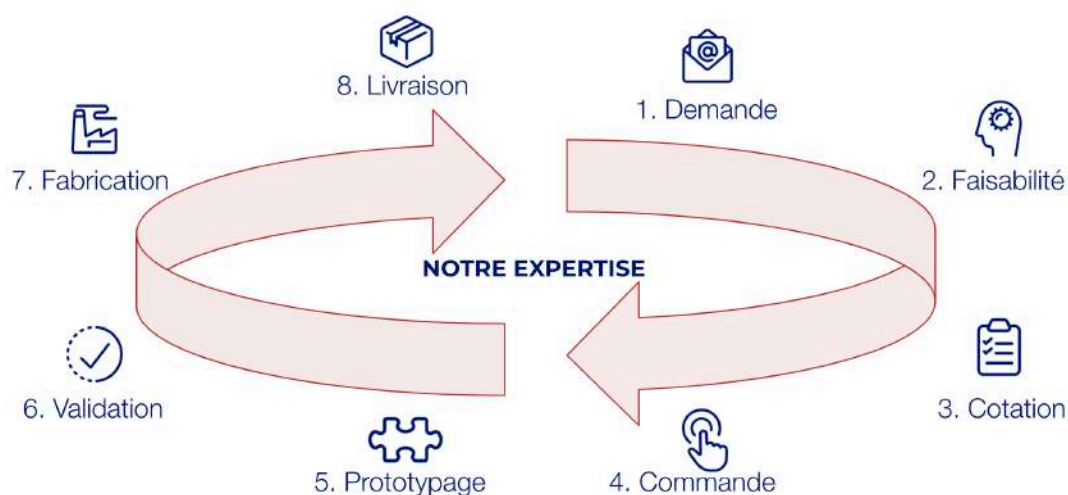 8. Livraison
1. Demande
7. Fabrication
2. Faisabilité
NOTRE EXPERTISE
6. Validation
3. Cotation
5. Prototypage
4. Commande